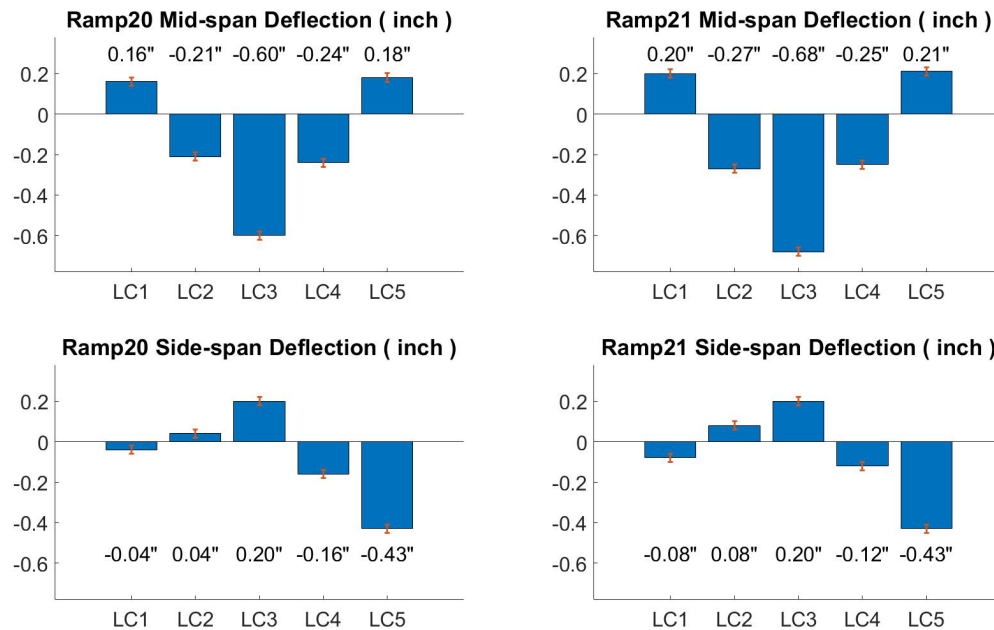 Ramp20 Mid-span Deflection ( inch )
0.16" -0.21" -0.60" -0.24" 0.18"
0.2
0
-0.2
-0.4
-0.6
LC1 LC2 LC3 LC4 LC5
Ramp21 Mid-span Deflection ( inch )
0.20" -0.27" -0.68" -0.25" 0.21"
0.2
0
-0.2
-0.4
-0.6
LC1 LC2 LC3 LC4 LC5
Ramp20 Side-span Deflection ( inch )
0.2
0
-0.2
-0.4
-0.6
-0.04" 0.04" 0.20" -0.16" -0.43"
LC1 LC2 LC3 LC4 LC5
Ramp21 Side-span Deflection ( inch )
0.2
0
-0.2
-0.4
-0.6
-0.08" 0.08" 0.20" -0.12" -0.43"
LC1 LC2 LC3 LC4 LC5